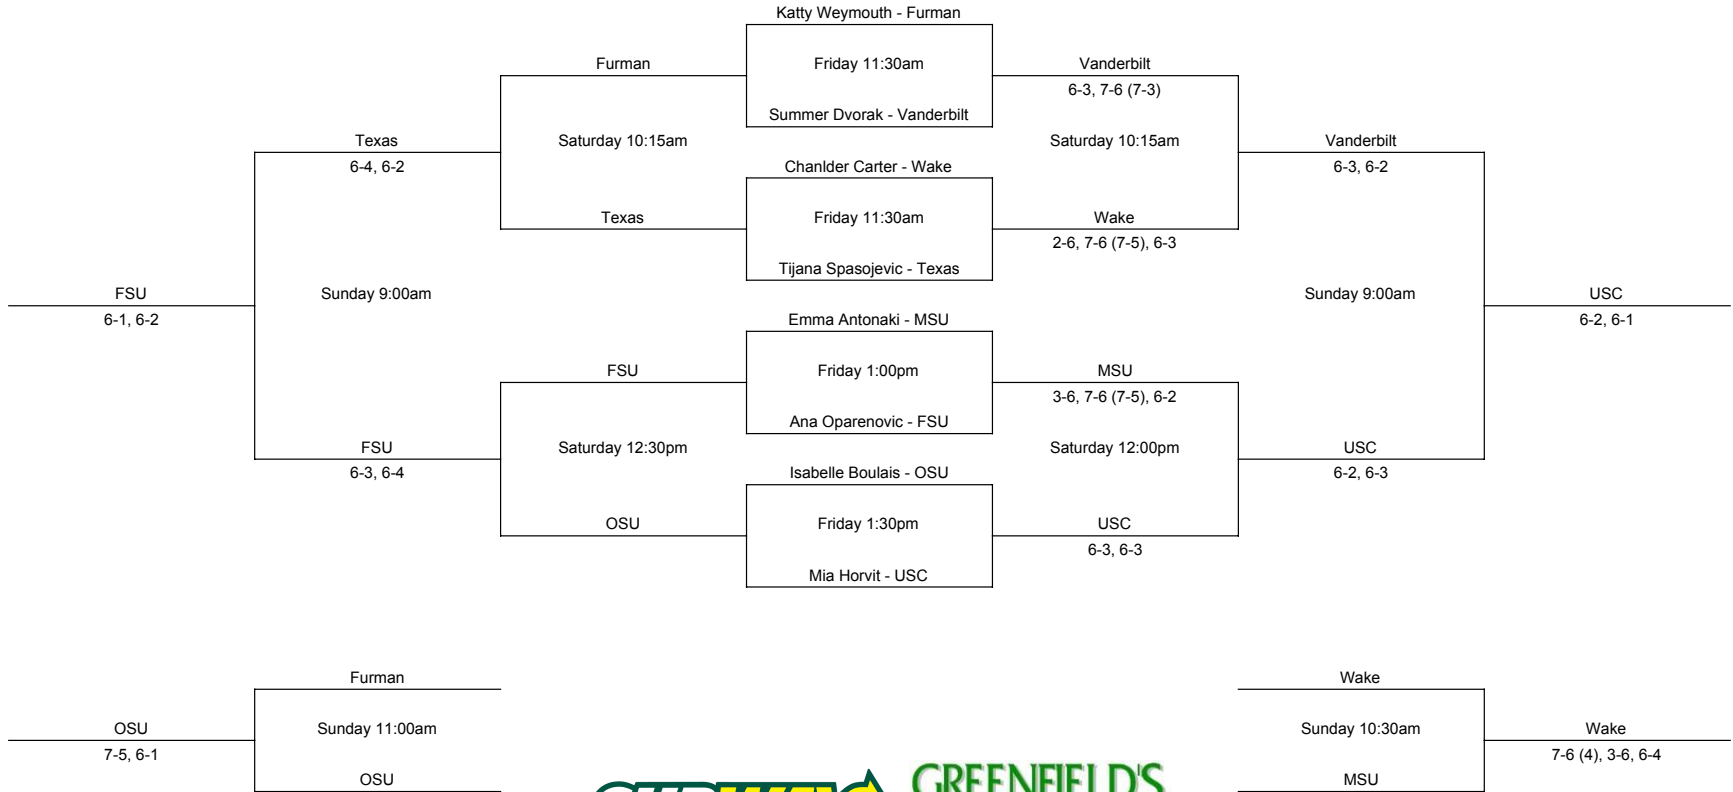 Katty Weymouth - Furman
Furman
Friday 11:30am
Vanderbilt
6-3, 7-6 (7-3)
Summer Dvorak - Vanderbilt
Texas
Saturday 10:15am
Saturday 10:15am
Vanderbilt
6-4, 6-2
Chanlder Carter - Wake
6-3, 6-2
Texas
Friday 11:30am
Wake
2-6, 7-6 (7-5), 6-3
Tijana Spasojevic - Texas
FSU
Sunday 9:00am
Sunday 9:00am
USC
6-1, 6-2
Emma Antonaki - MSU
6-2, 6-1
FSU
Friday 1:00pm
MSU
3-6, 7-6 (7-5), 6-2
Ana Oparenovic - FSU
FSU
Saturday 12:30pm
Saturday 12:00pm
USC
6-3, 6-4
Isabelle Boulais - OSU
6-2, 6-3
OSU
Friday 1:30pm
USC
6-3, 6-3
Mia Horvit - USC
Furman
Wake
OSU
Sunday 11:00am
Sunday 10:30am
Wake
7-5, 6-1
7-6 (4), 3-6, 6-4
OSU
SUBWAY
GREENFIELD'S
MSU